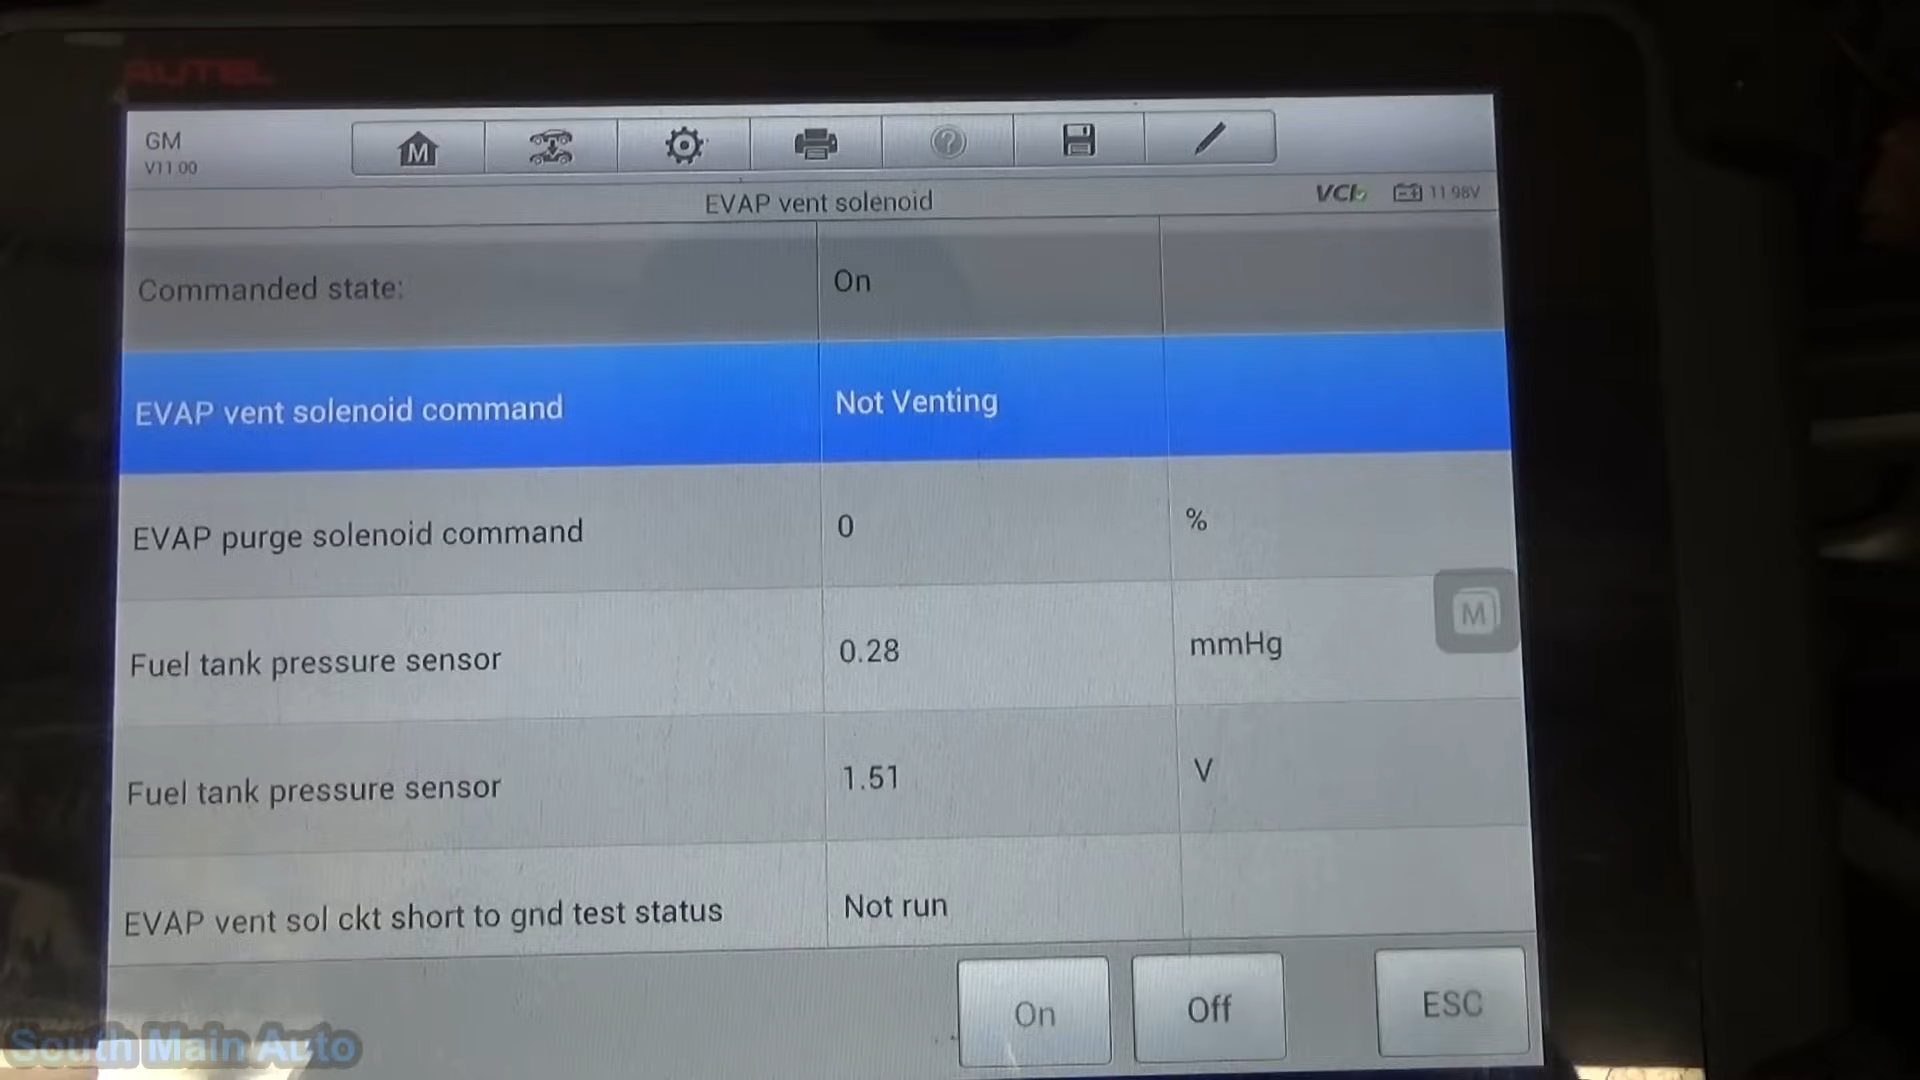 AUTEL
GM
V11.00
M
?
EVAP vent solenoid
VCI
11.98V
Commanded state:
On
EVAP vent solenoid command
Not Venting
EVAP purge solenoid command
0
%
Fuel tank pressure sensor
0.28
mmHg
M
Fuel tank pressure sensor
1.51
V
EVAP vent sol ckt short to gnd test status
Not run
On
Off
ESC
South Main Auto